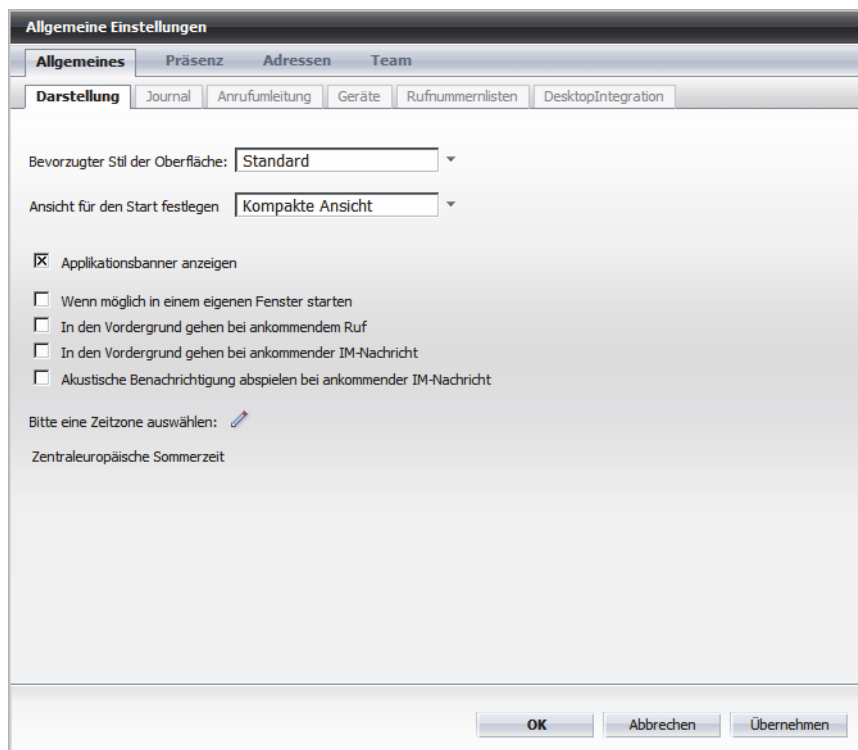 Allgemeine Einstellungen
Allgemeines Präsenz Adressen Team
Darstellung Journal Anrufumleitung Geräte Rufnummernlisten DesktopIntegration
Bevorzugter Stil der Oberfläche: Standard
Ansicht für den Start festlegen Kompakte Ansicht
Applikationsbanner anzeigen
Wenn möglich in einem eigenen Fenster starten
In den Vordergrund gehen bei ankommendem Ruf
In den Vordergrund gehen bei ankommender IM-Nachricht
Akustische Benachrichtigung abspielen bei ankommender IM-Nachricht
Bitte eine Zeitzone auswählen:
Zentraleuropäische Sommerzeit
OK Abbrechen Übernehmen